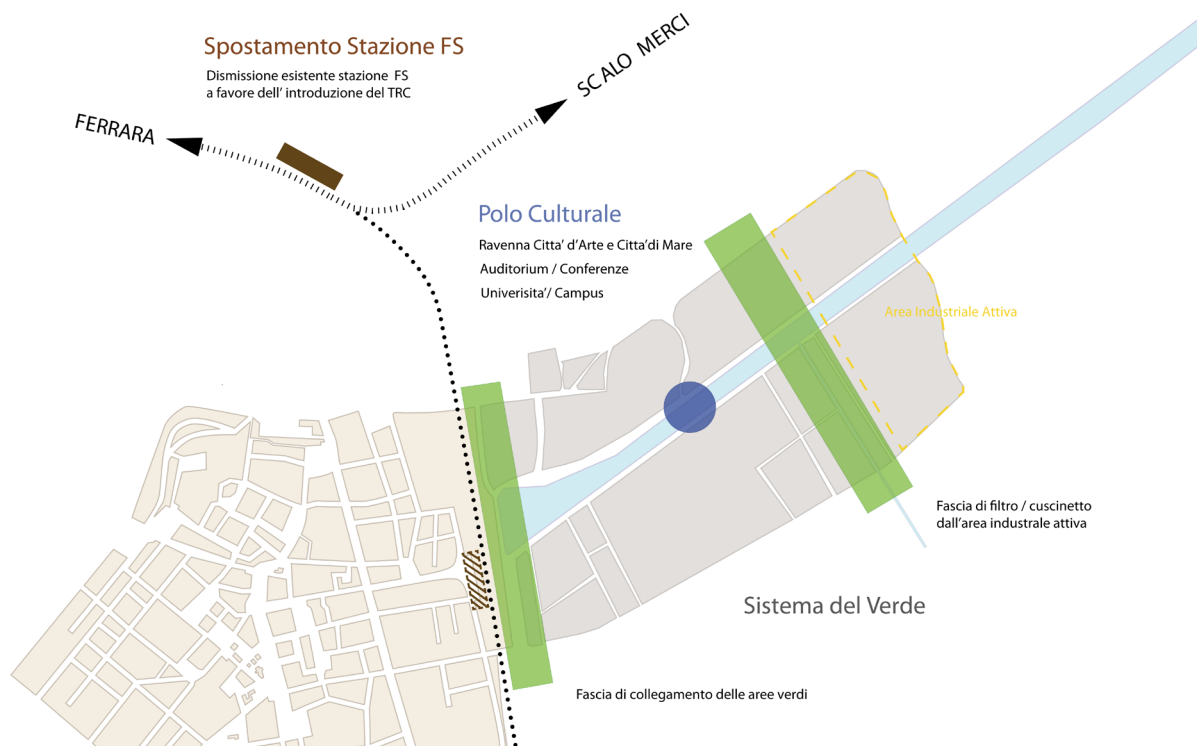 Spostamento Stazione FS
Dismissione esistente stazione FS
a favore dell' introduzione del TRC
FERRARA
SCALO MERCI
Polo Culturale
Ravenna Citta' d'Arte e Citta'di Mare
Auditorium / Conferenze
Univerisita'/ Campus
Area Industriale Attiva
Fascia di filtro / cuscinetto
dall'area industrale attiva
Sistema del Verde
Fascia di collegamento delle aree verdi